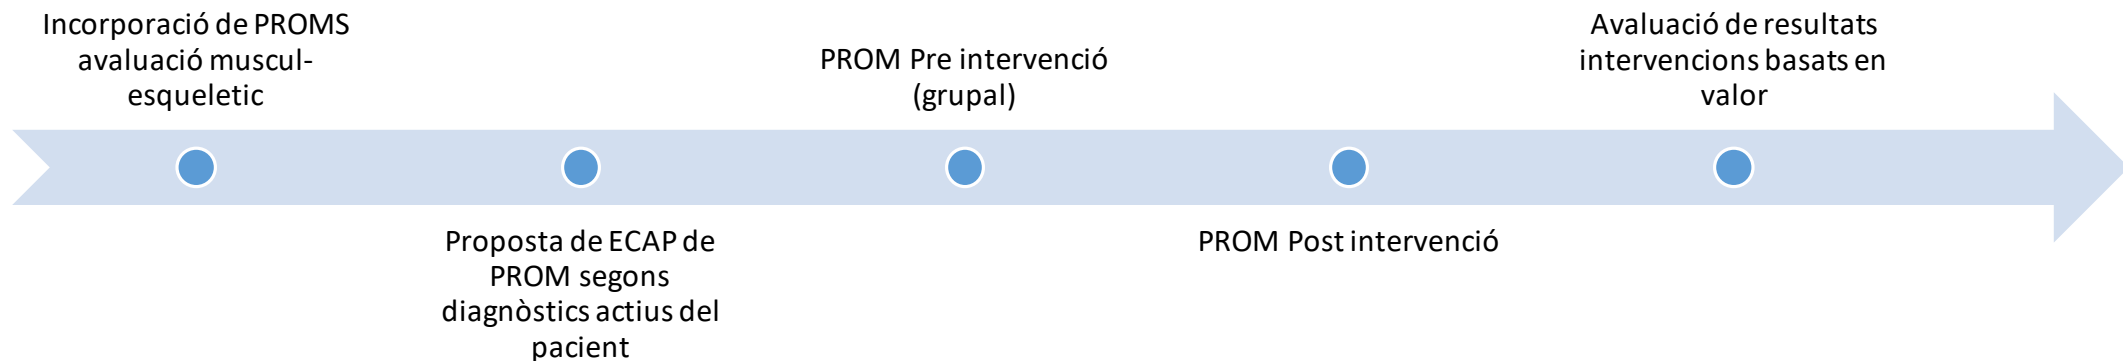 Incorporació de PROMS
avaluació muscul-
esqueletic
Proposta de ECAP de
PROM segons
diagnòstics actius del
pacient
PROM Pre intervenció
(grupal)
PROM Post intervenció
Avaluació de resultats
intervencions basats en
valor